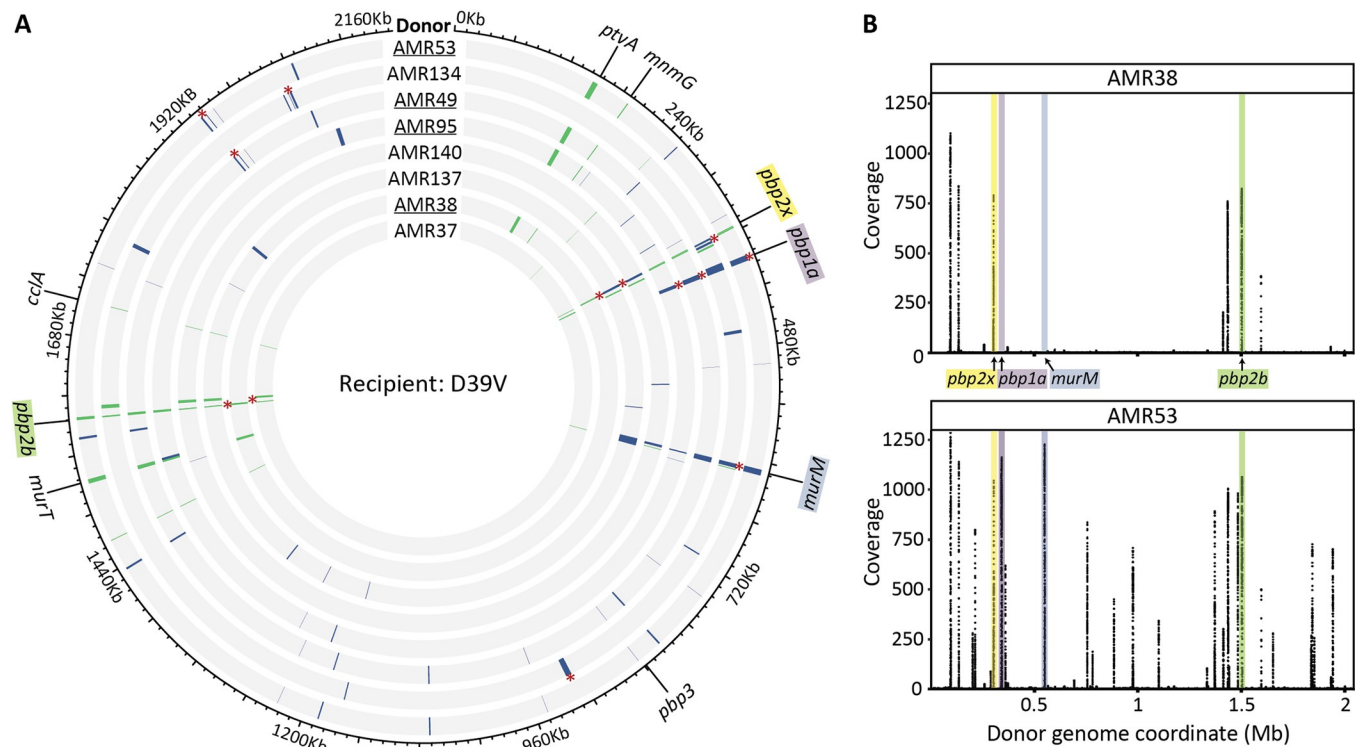 A
Donor
AMR53
AMR134
AMR49
AMR95
AMR140
AMR137
AMR38
AMR37
Recipient: D39V
0Kb
ptvA
mnmG
240Kb
pbp2x
pbp1a
480Kb
murM
720Kb
pbp3
960Kb
1200Kb
1440Kb
murT
pbp2b
1680Kb
cclA
1920KB
2160Kb
B
AMR38
1250
1000
750
500
250
0
Coverage
pbp2x pbp1a murM pbp2b
AMR53
1250
1000
750
500
250
0
Coverage
0.5 1.0 1.5 2.0
Donor genome coordinate (Mb)